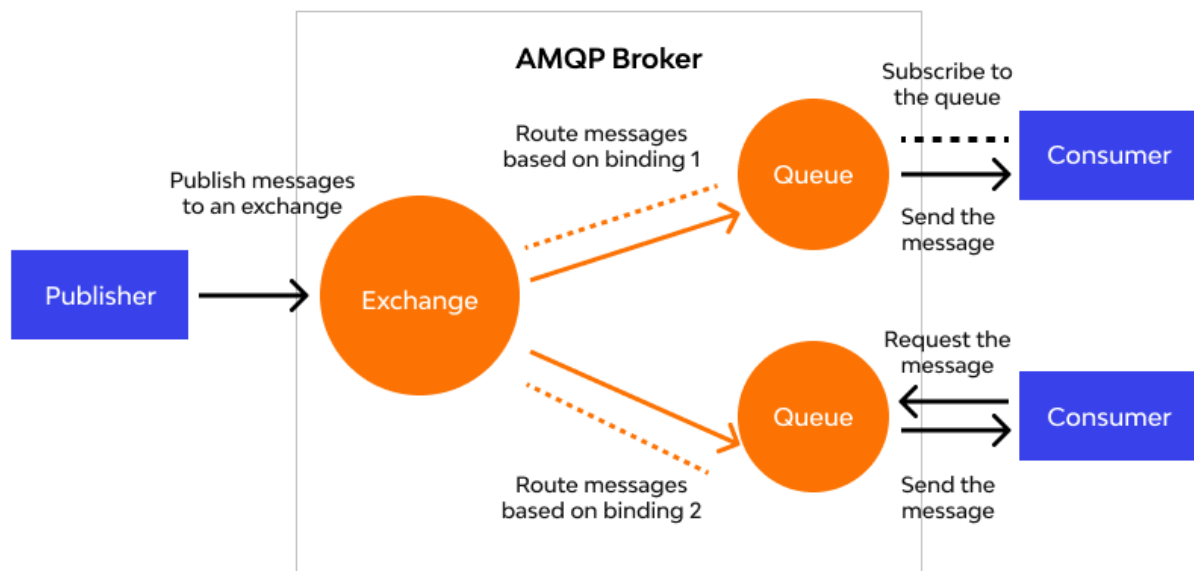 AMQP Broker
Publish messages
to an exchange
Publisher
Exchange
Route messages
based on binding 1
Queue
Subscribe to
the queue
Consumer
Send the
message
Route messages
based on binding 2
Queue
Request the
message
Consumer
Send the
message